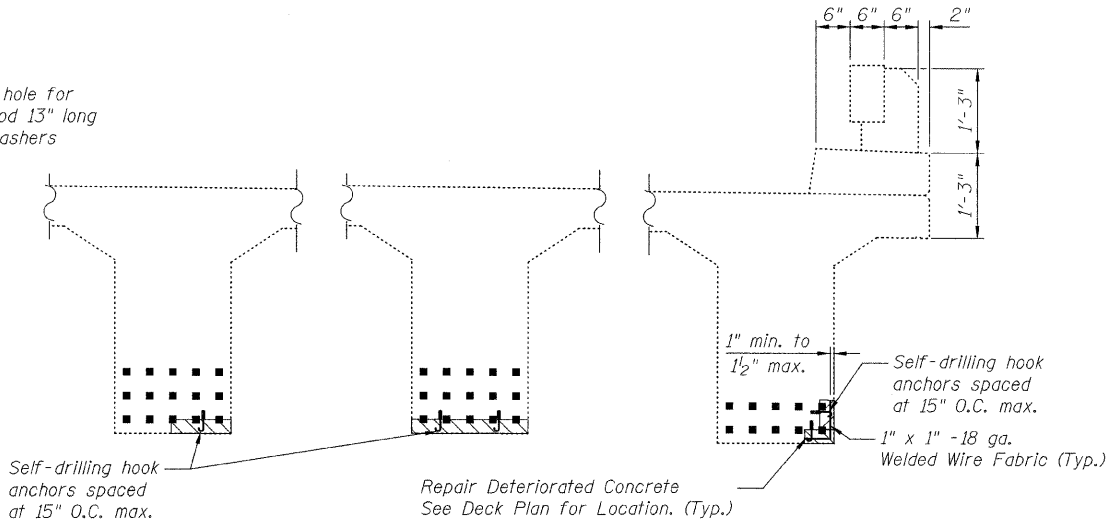 6" 6" 6" 2"
hole for
od 13" long
ashers
1'-3"
1'-3"
1" min. to
1½" max.
Self-drilling hook
anchors spaced
at 15" O.C. max.
1" x 1" -18 ga.
Welded Wire Fabric (Typ.)
Self-drilling hook
anchors spaced
at 15" O.C. max.
Repair Deteriorated Concrete
See Deck Plan for Location. (Typ.)